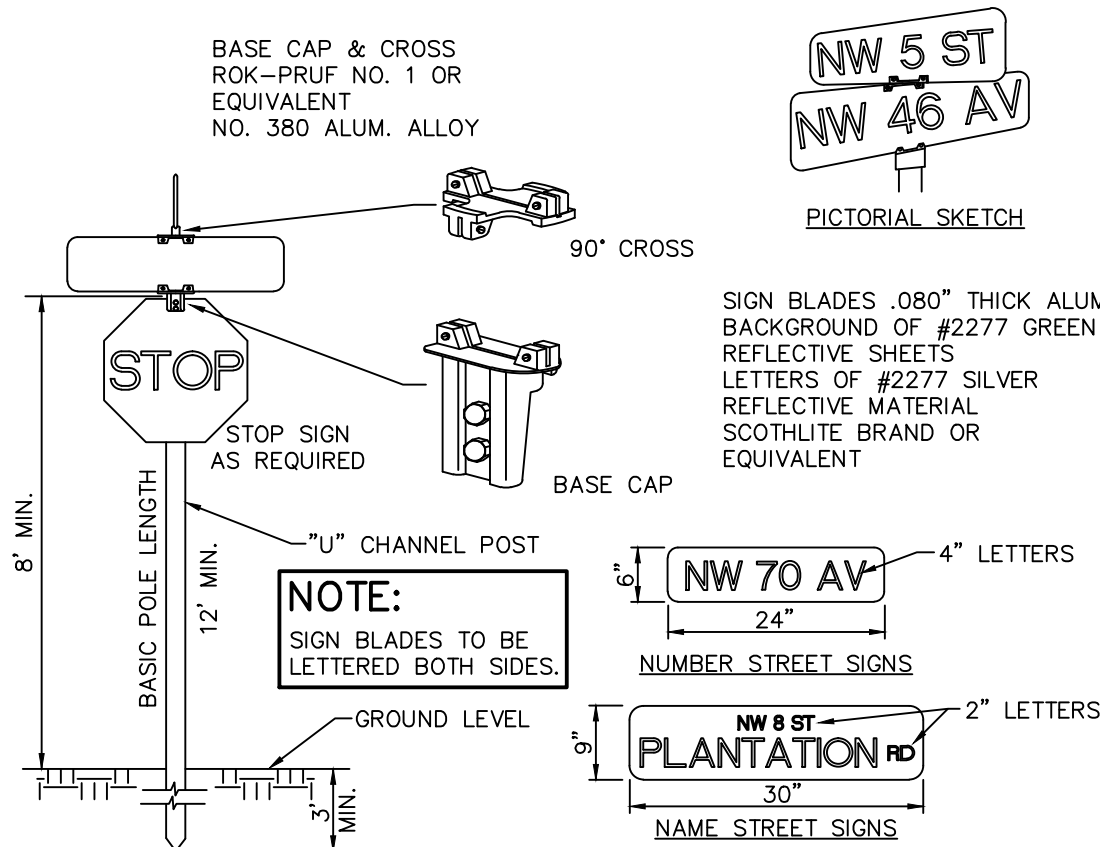 BASE CAP & CROSS
ROK-PRUF NO. 1 OR
EQUIVALENT
NO. 380 ALUM. ALLOY
NW 5 ST
NW 46 AV
PICTORIAL SKETCH
90° CROSS
SIGN BLADES .080" THICK ALUM
BACKGROUND OF #2277 GREEN
REFLECTIVE SHEETS
LETTERS OF #2277 SILVER
REFLECTIVE MATERIAL
SCOTHLITE BRAND OR
EQUIVALENT
STOP
STOP SIGN
AS REQUIRED
BASE CAP
8' MIN.
BASIC POLE LENGTH
12' MIN.
"U" CHANNEL POST
NOTE:
SIGN BLADES TO BE
LETTERED BOTH SIDES.
GROUND LEVEL
3'
MIN.
6"
NW 70 AV
4" LETTERS
24"
NUMBER STREET SIGNS
9"
NW 8 ST
PLANTATION RD
2" LETTERS
30"
NAME STREET SIGNS